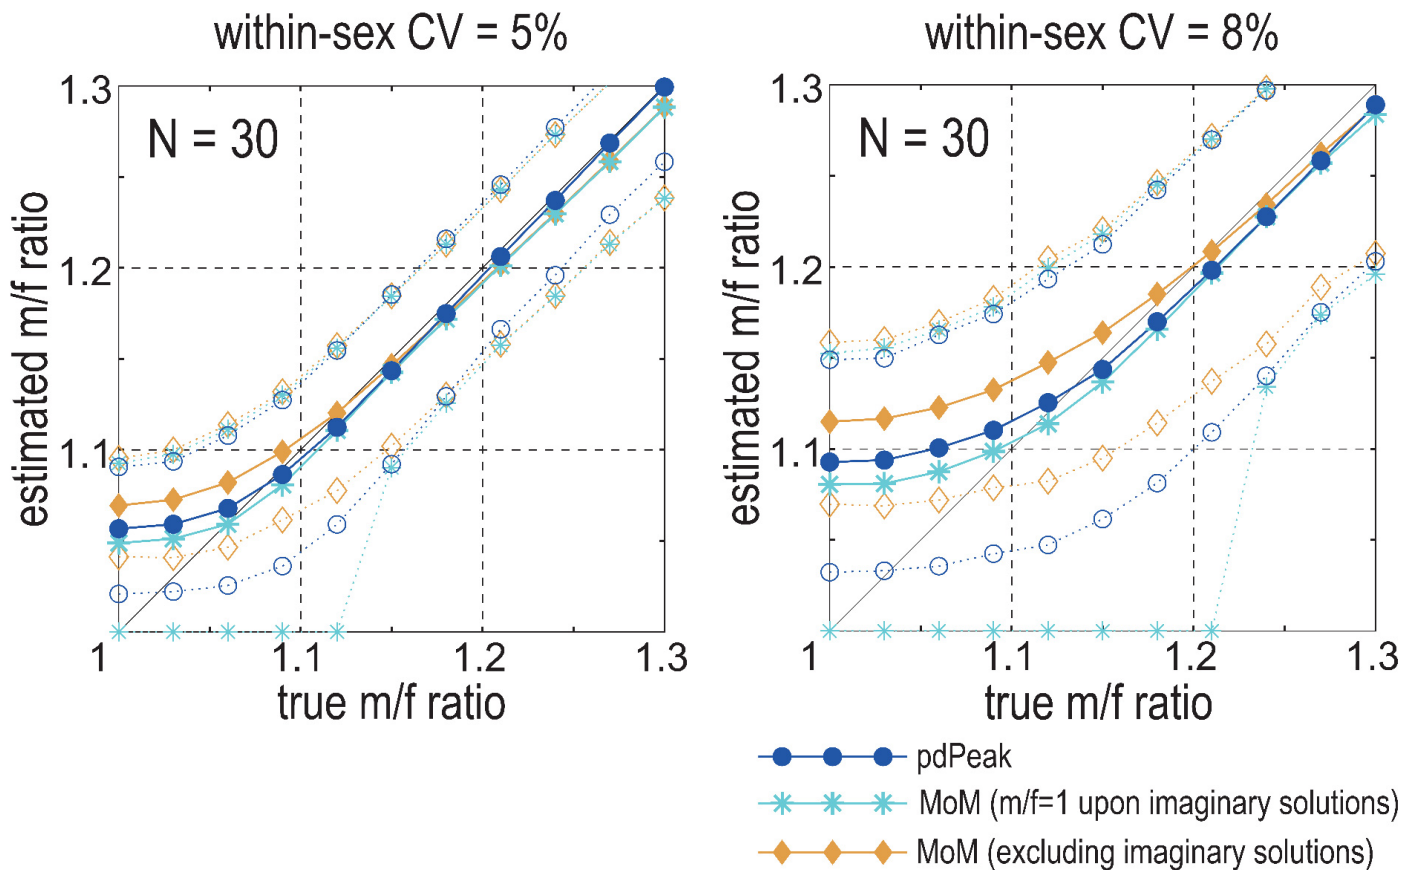 within-sex CV = 5%
within-sex CV = 8%
N = 30
N = 30
estimated m/f ratio
estimated m/f ratio
1.3
1.2
1.1
1.3
1.2
1.1
1 1.1 1.2 1.3
1 1.1 1.2 1.3
true m/f ratio
true m/f ratio
pdPeak
MoM (m/f=1 upon imaginary solutions)
MoM (excluding imaginary solutions)